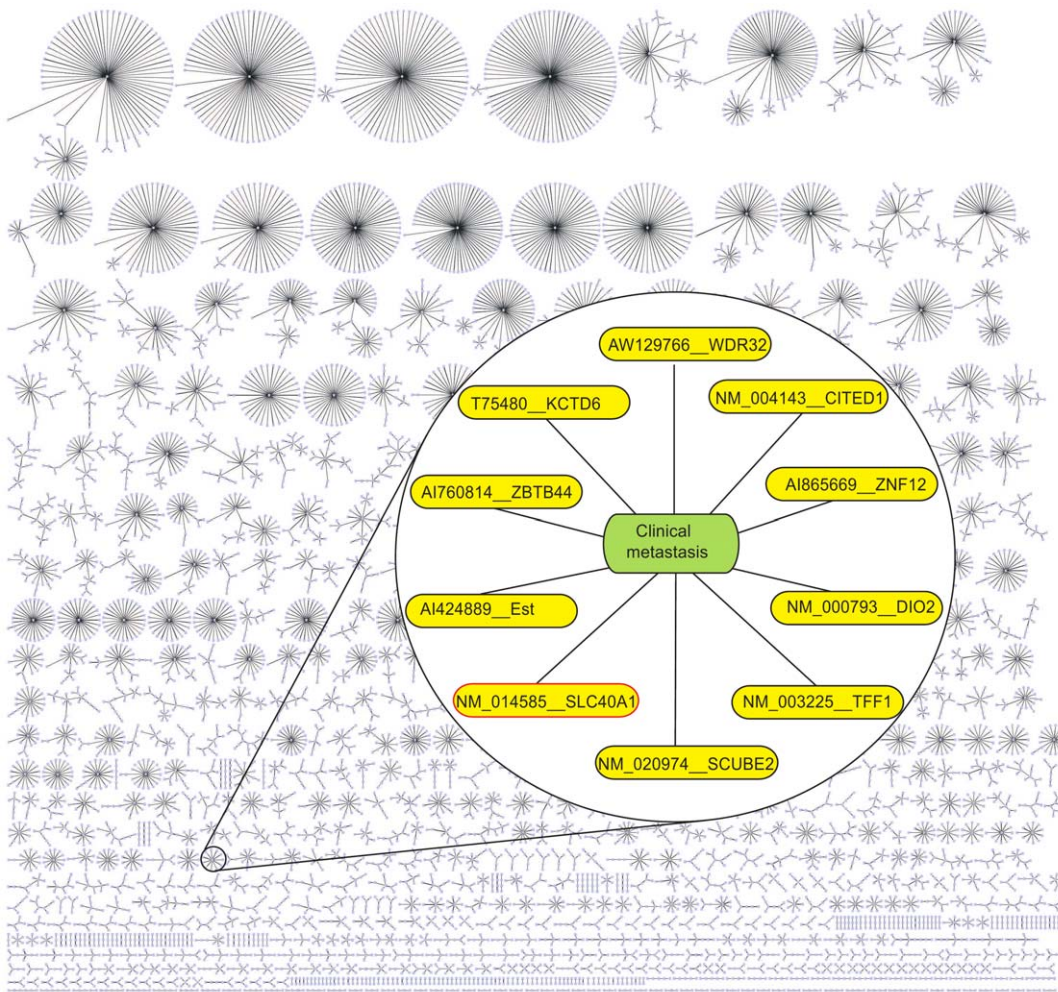 AW129766__WDR32
T75480__KCTD6
NM_004143__CITED1
AI760814__ZBTB44
AI865669__ZNF12
Clinical
metastasis
AI424889__Est
NM_000793__DIO2
NM_014585__SLC40A1
NM_003225__TFF1
NM_020974__SCUBE2